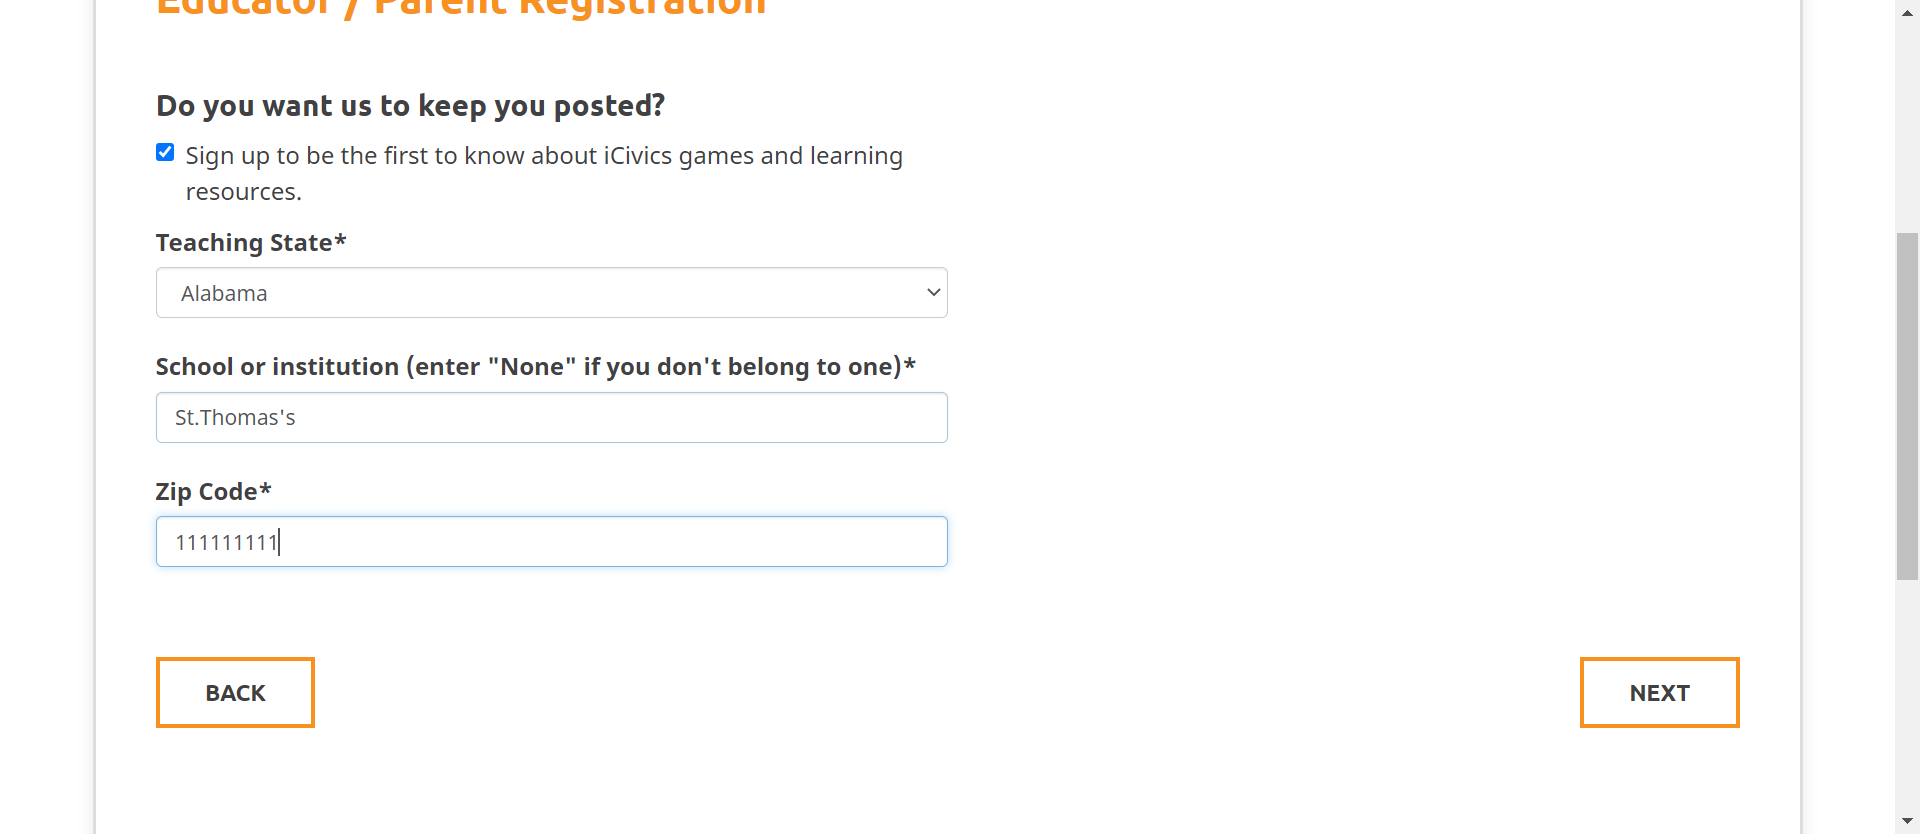 Educator / Parent Registration
Do you want us to keep you posted?
Sign up to be the first to know about iCivics games and learning
resources.
Teaching State*
Alabama
School or institution (enter "None" if you don't belong to one)*
St.Thomas's
Zip Code*
111111111
BACK
NEXT